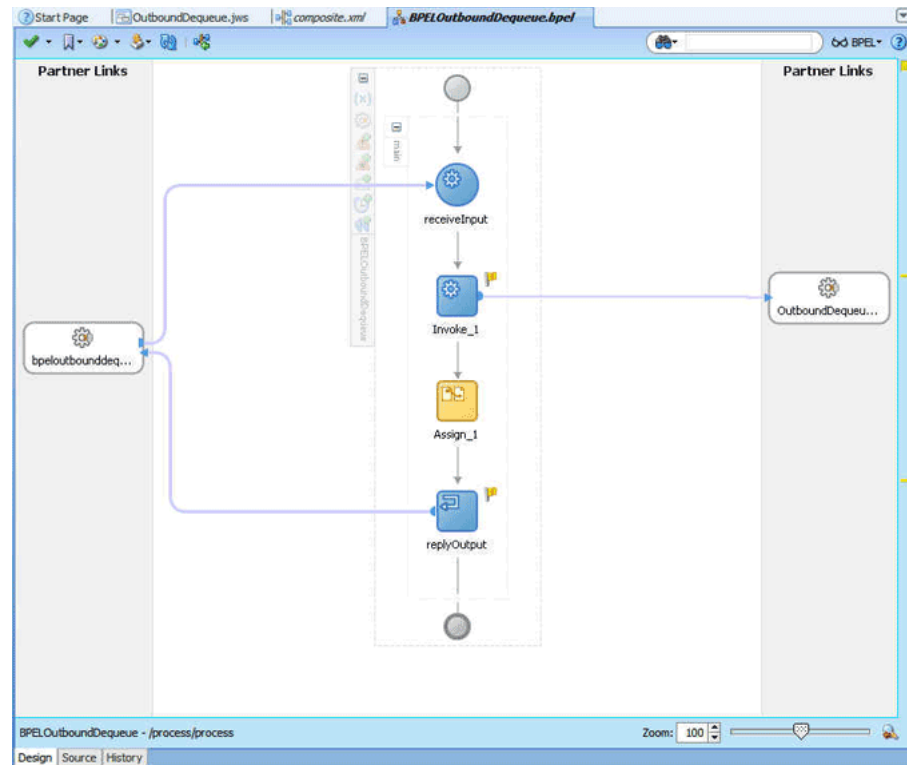 Start Page OutboundDequeue.jws composite.xml BPELOutboundDequeue.bpel
BPEL
Partner Links
Partner Links
(x)
main
receiveInput
BPELOutboundDequeue
Invoke_1
OutboundDequeu...
bpeloutbounddeq...
Assign_1
replyOutput
BPELOutboundDequeue - /process/process
Zoom: 100
Design Source History